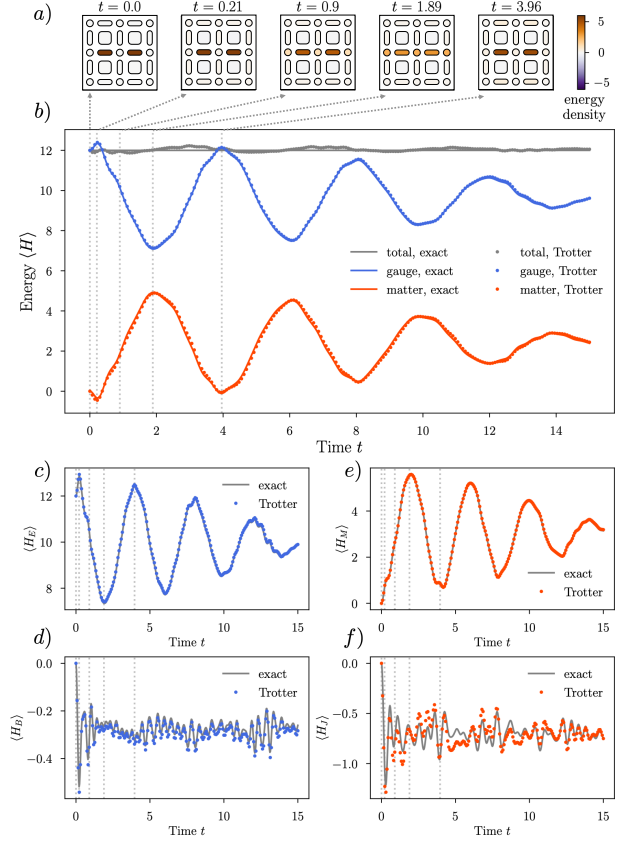 a)
t = 0.0
t = 0.21
t = 0.9
t = 1.89
t = 3.96
5
0
−5
energy
density
b)
12
10
8
6
4
2
0
Energy ⟨H⟩
total, exact
gauge, exact
matter, exact
total, Trotter
gauge, Trotter
matter, Trotter
0 2 4 6 8 10 12 14
Time t
c)
12
10
8
⟨H_E⟩
exact
Trotter
0 5 10 15
Time t
e)
4
2
0
⟨H_M⟩
exact
Trotter
0 5 10 15
Time t
d)
0.0
−0.2
−0.4
⟨H_B⟩
exact
Trotter
0 5 10 15
Time t
f)
0.0
−0.5
−1.0
⟨H_J⟩
exact
Trotter
0 5 10 15
Time t